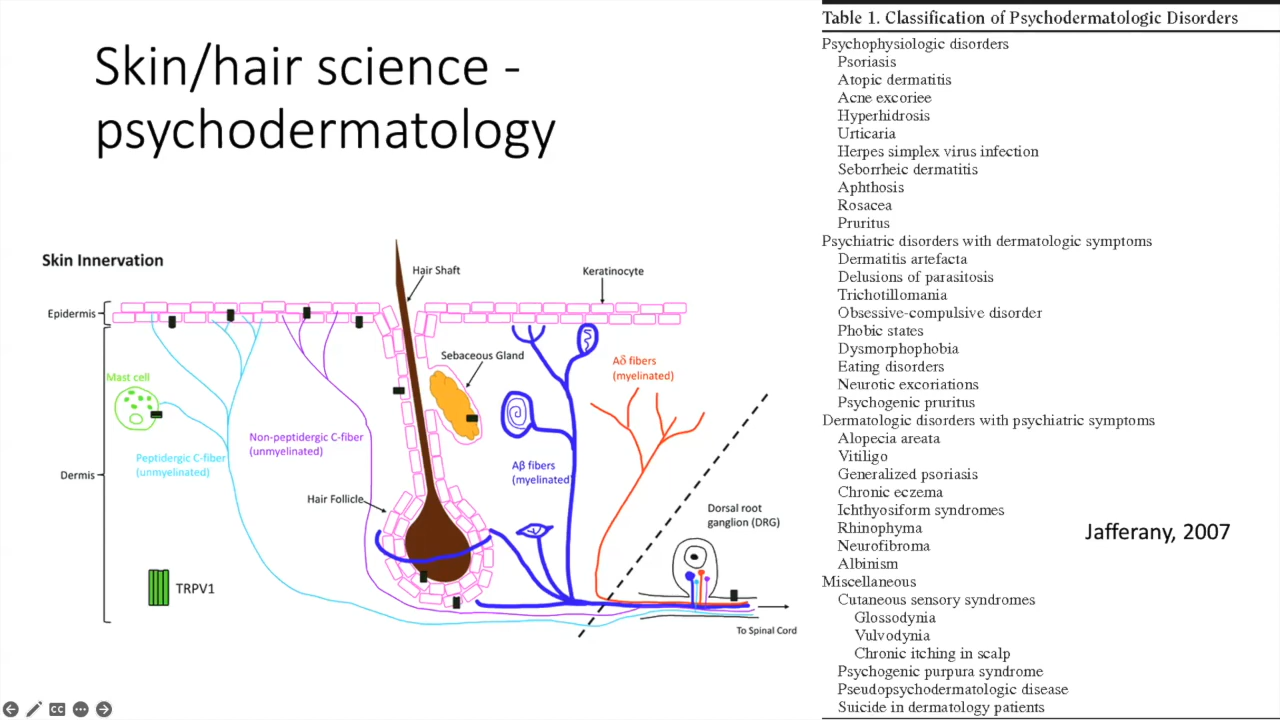 Skin/hair science -
psychodermatology
Skin Innervation
Hair Shaft
Keratinocyte
Epidermis
Sebaceous Gland
Aδ fibers
(myelinated)
Mast cell
Non-peptidergic C-fiber
(unmyelinated)
Peptidergic C-fiber
(unmyelinated)
Aβ fibers
(myelinated)
Dermis
Hair Follicle
Dorsal root
ganglion (DRG)
TRPV1
To Spinal Cord
Table 1. Classification of Psychodermatologic Disorders
Psychophysiologic disorders
Psoriasis
Atopic dermatitis
Acne excoriee
Hyperhidrosis
Urticaria
Herpes simplex virus infection
Seborrheic dermatitis
Aphthosis
Rosacea
Pruritus
Psychiatric disorders with dermatologic symptoms
Dermatitis artefacta
Delusions of parasitosis
Trichotillomania
Obsessive-compulsive disorder
Phobic states
Dysmorphophobia
Eating disorders
Neurotic excoriations
Psychogenic pruritus
Dermatologic disorders with psychiatric symptoms
Alopecia areata
Vitiligo
Generalized psoriasis
Chronic eczema
Ichthyosiform syndromes
Rhinophyma
Neurofibroma
Albinism
Miscellaneous
Cutaneous sensory syndromes
Glossodynia
Vulvodynia
Chronic itching in scalp
Psychogenic purpura syndrome
Pseudopsychodermatologic disease
Suicide in dermatology patients
Jafferany, 2007
CC